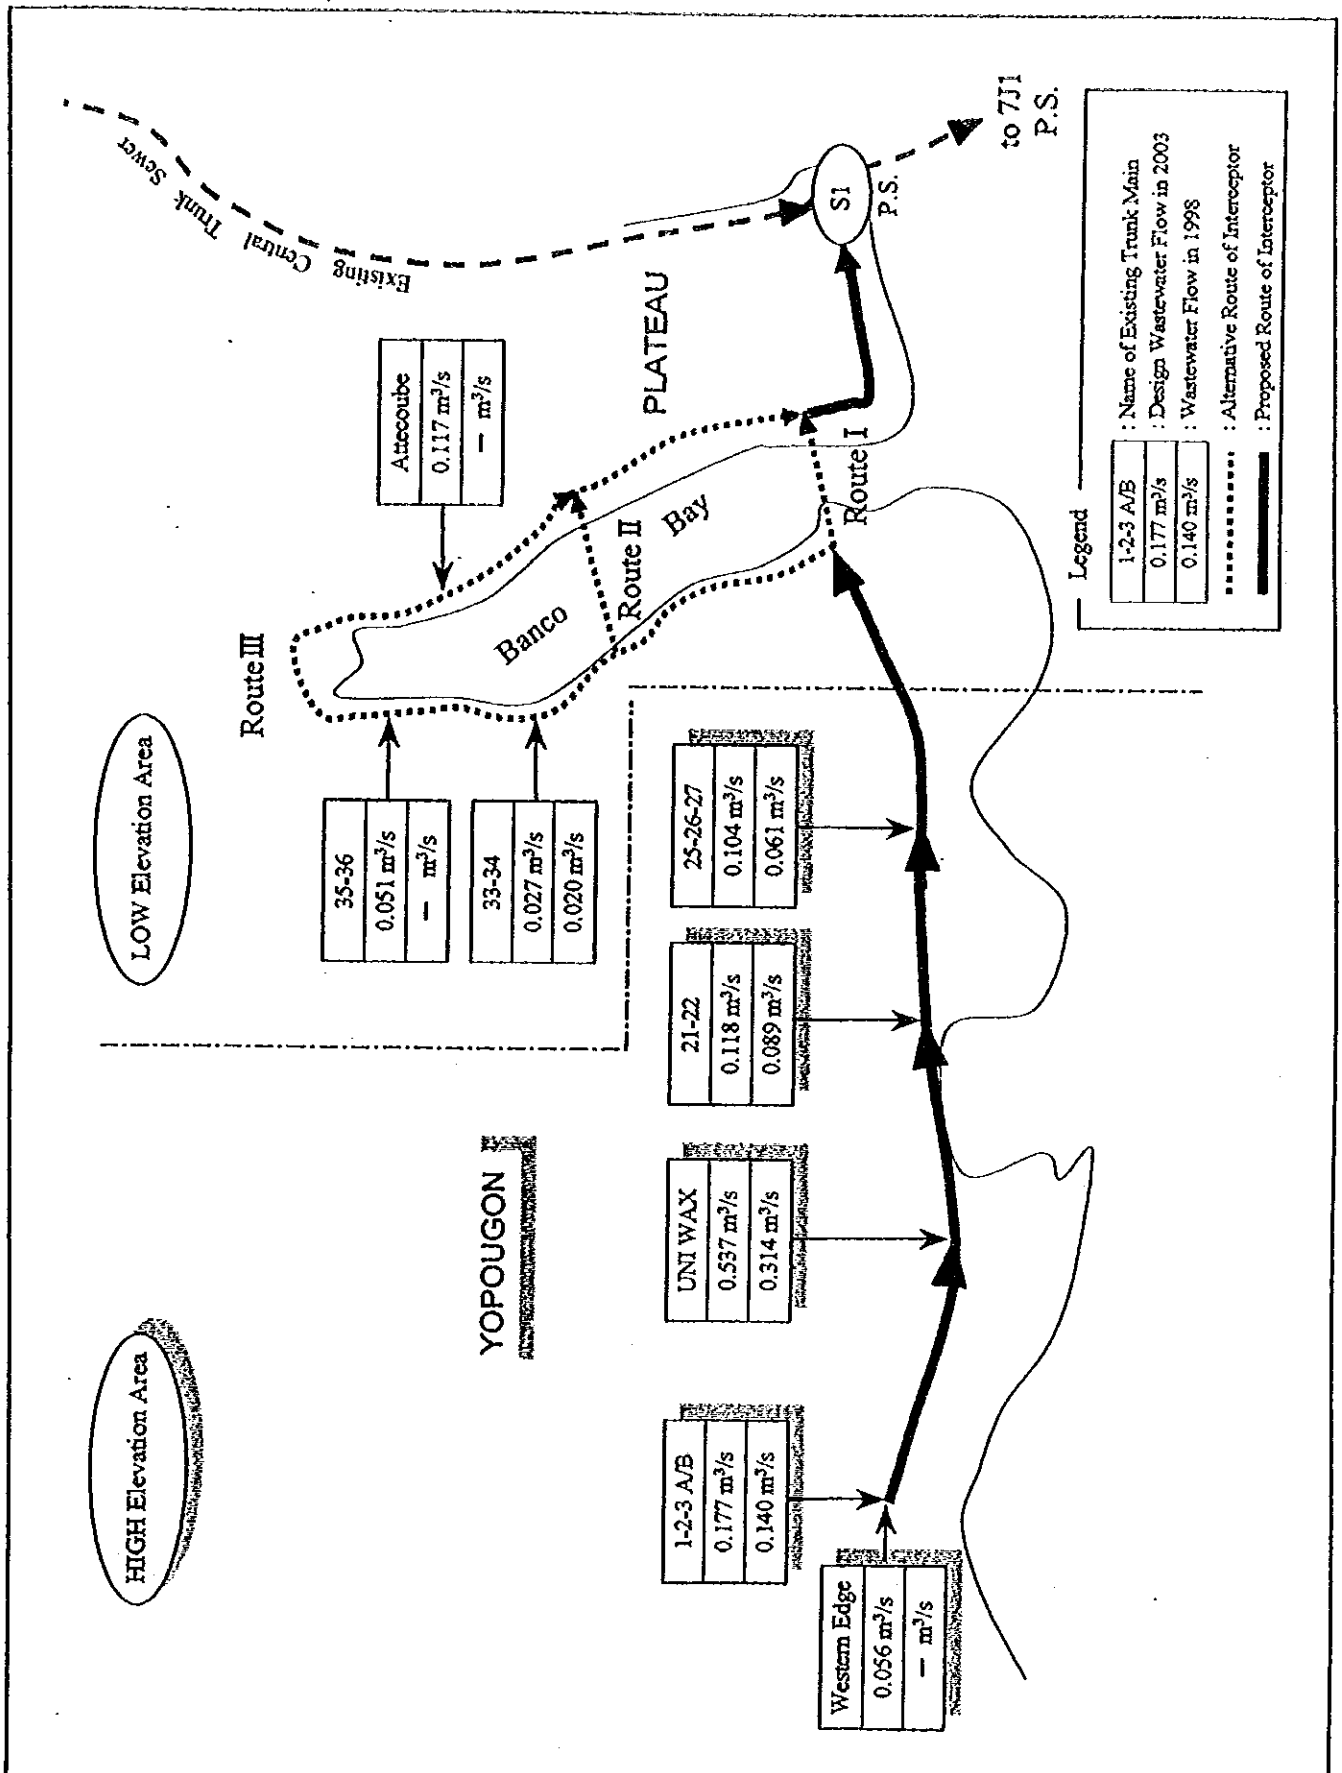 HIGH Elevation Area
LOW Elevation Area
YOPOUGON
Western Edge
0.056 m³/s
— m³/s
1-2-3 A/B
0.177 m³/s
0.140 m³/s
UNI WAX
0.537 m³/s
0.314 m³/s
21-22
0.118 m³/s
0.089 m³/s
25-26-27
0.104 m³/s
0.061 m³/s
35-36
0.051 m³/s
— m³/s
33-34
0.027 m³/s
0.020 m³/s
Route III
Banco
Bay
Route II
Route I
Attecoube
0.117 m³/s
— m³/s
PLATEAU
Existing Central Trunk Sewer
S1
P.S.
to 7J1
P.S.
Legend
1-2-3 A/B : Name of Existing Trunk Main
0.177 m³/s : Design Wastewater Flow in 2003
0.140 m³/s : Wastewater Flow in 1998
: Alternative Route of Interceptor
: Proposed Route of Interceptor